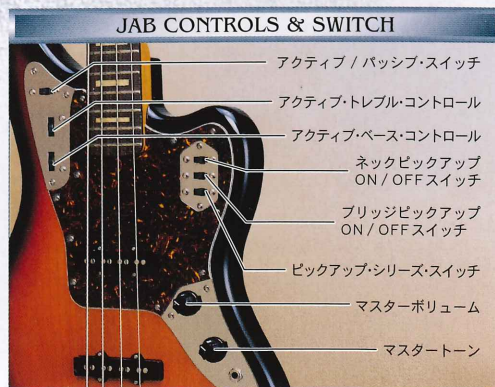 JAB CONTROLS & SWITCH
アクティブ / パッシブ・スイッチ
アクティブ・トレブル・コントロール
アクティブ・ベース・コントロール
ネックピックアップ
ON / OFFスイッチ
ブリッジピックアップ
ON / OFFスイッチ
ピックアップ・シリーズ・スイッチ
マスターボリューム
マスタートーン